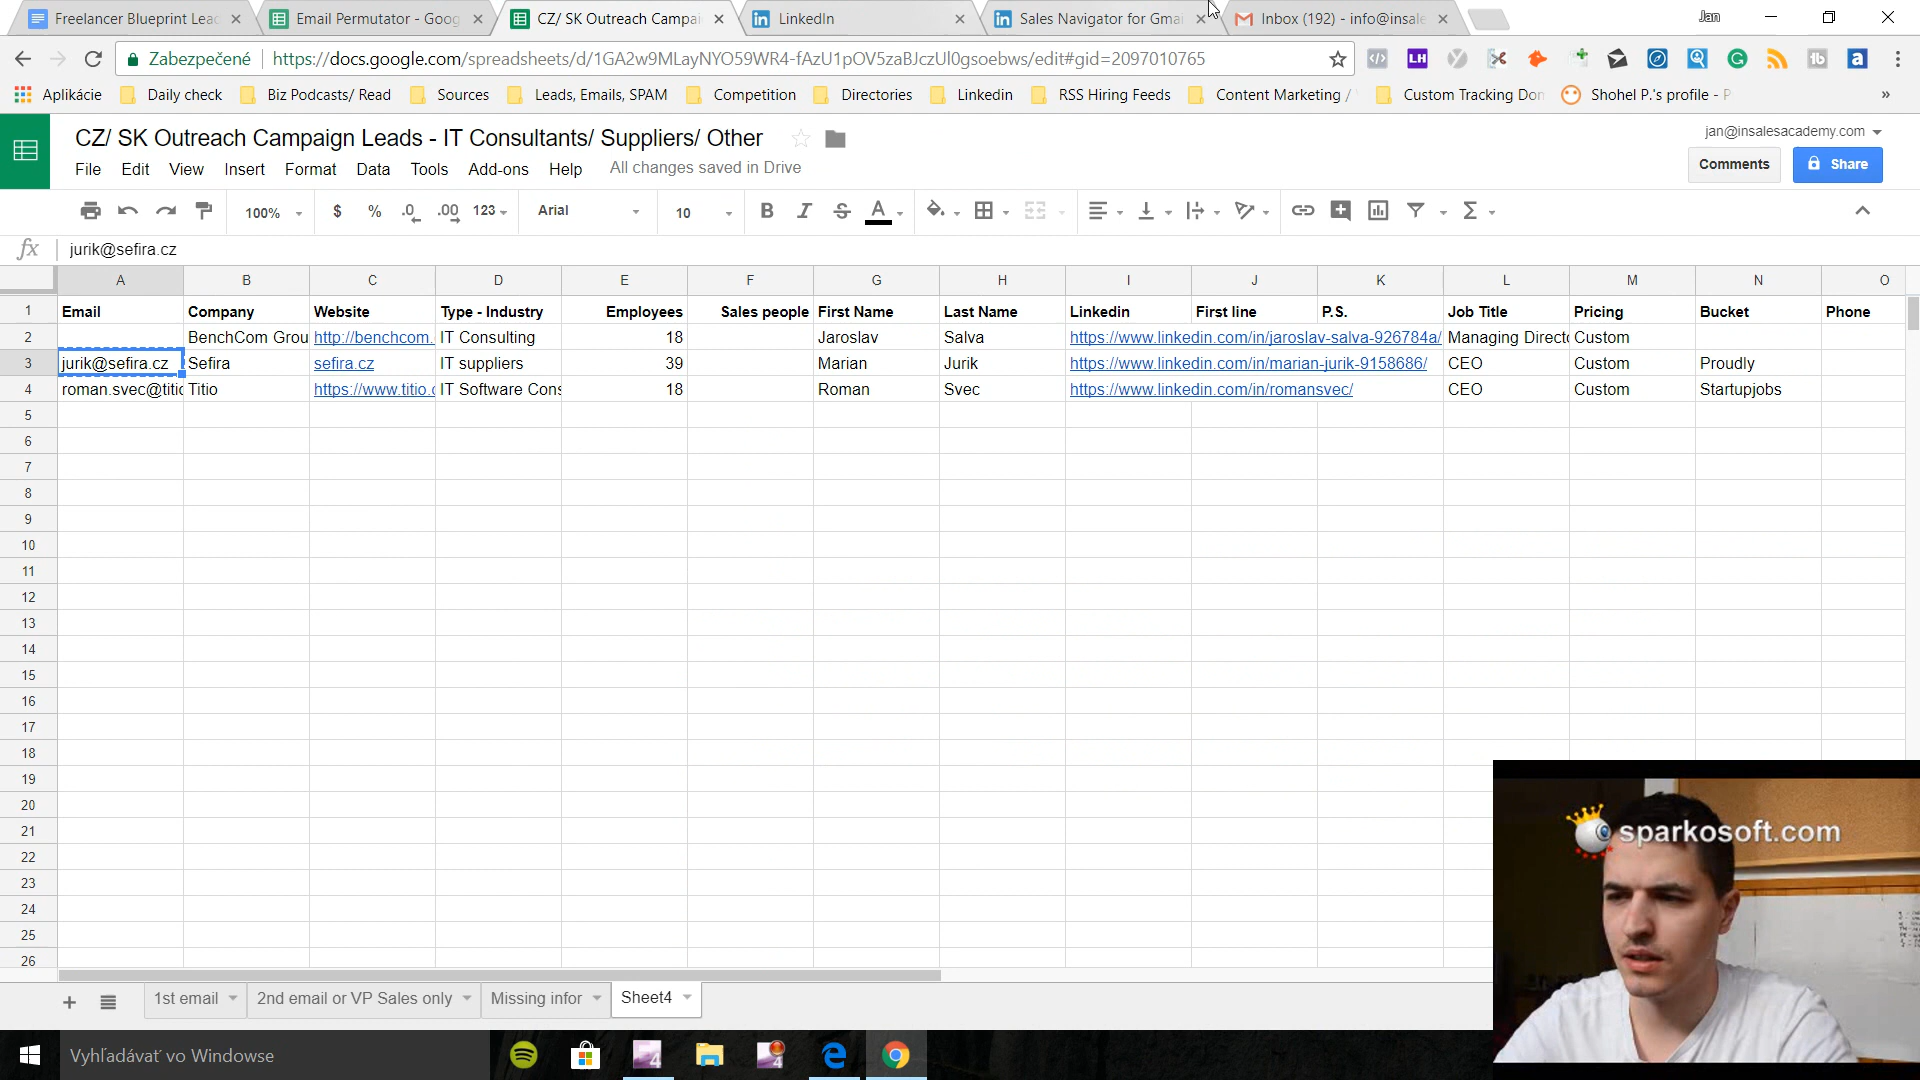 Freelancer Blueprint Lea
Email Permutator - Goog
CZ/ SK Outreach Campai
LinkedIn
Sales Navigator for Gmai
Inbox (192) - info@insale
Jan
Zabezpečené
https://docs.google.com/spreadsheets/d/1GA2w9MLayNYO59WR4-fAzU1pOV5zaBJczUl0gsoebws/edit#gid=2097010765
Aplikácie
Daily check
Biz Podcasts/ Read
Sources
Leads, Emails, SPAM
Competition
Directories
Linkedin
RSS Hiring Feeds
Content Marketing /
Custom Tracking Don
Shohel P.'s profile - P
CZ/ SK Outreach Campaign Leads - IT Consultants/ Suppliers/ Other
jan@insalesacademy.com
File Edit View Insert Format Data Tools Add-ons Help All changes saved in Drive
Comments
Share
100% $ % .0 .00 123 Arial 10
fx jurik@sefira.cz
A B C D E F G H I J K L M N O
1 Email Company Website Type - Industry Employees Sales people First Name Last Name Linkedin First line P.S. Job Title Pricing Bucket Phone
2 BenchCom Grou http://benchcom. IT Consulting 18 Jaroslav Salva https://www.linkedin.com/in/jaroslav-salva-926784a/ Managing Directo Custom
3 jurik@sefira.cz Sefira sefira.cz IT suppliers 39 Marian Jurik https://www.linkedin.com/in/marian-jurik-9158686/ CEO Custom Proudly
4 roman.svec@titic Titio https://www.titio.c IT Software Cons 18 Roman Svec https://www.linkedin.com/in/romansvec/ CEO Custom Startupjobs
5
6
7
8
9
10
11
12
13
14
15
16
17
18
19
20
21
22
23
24
25
26
sparkosoft.com
1st email
2nd email or VP Sales only
Missing infor
Sheet4
Vyhľadávať vo Windowse